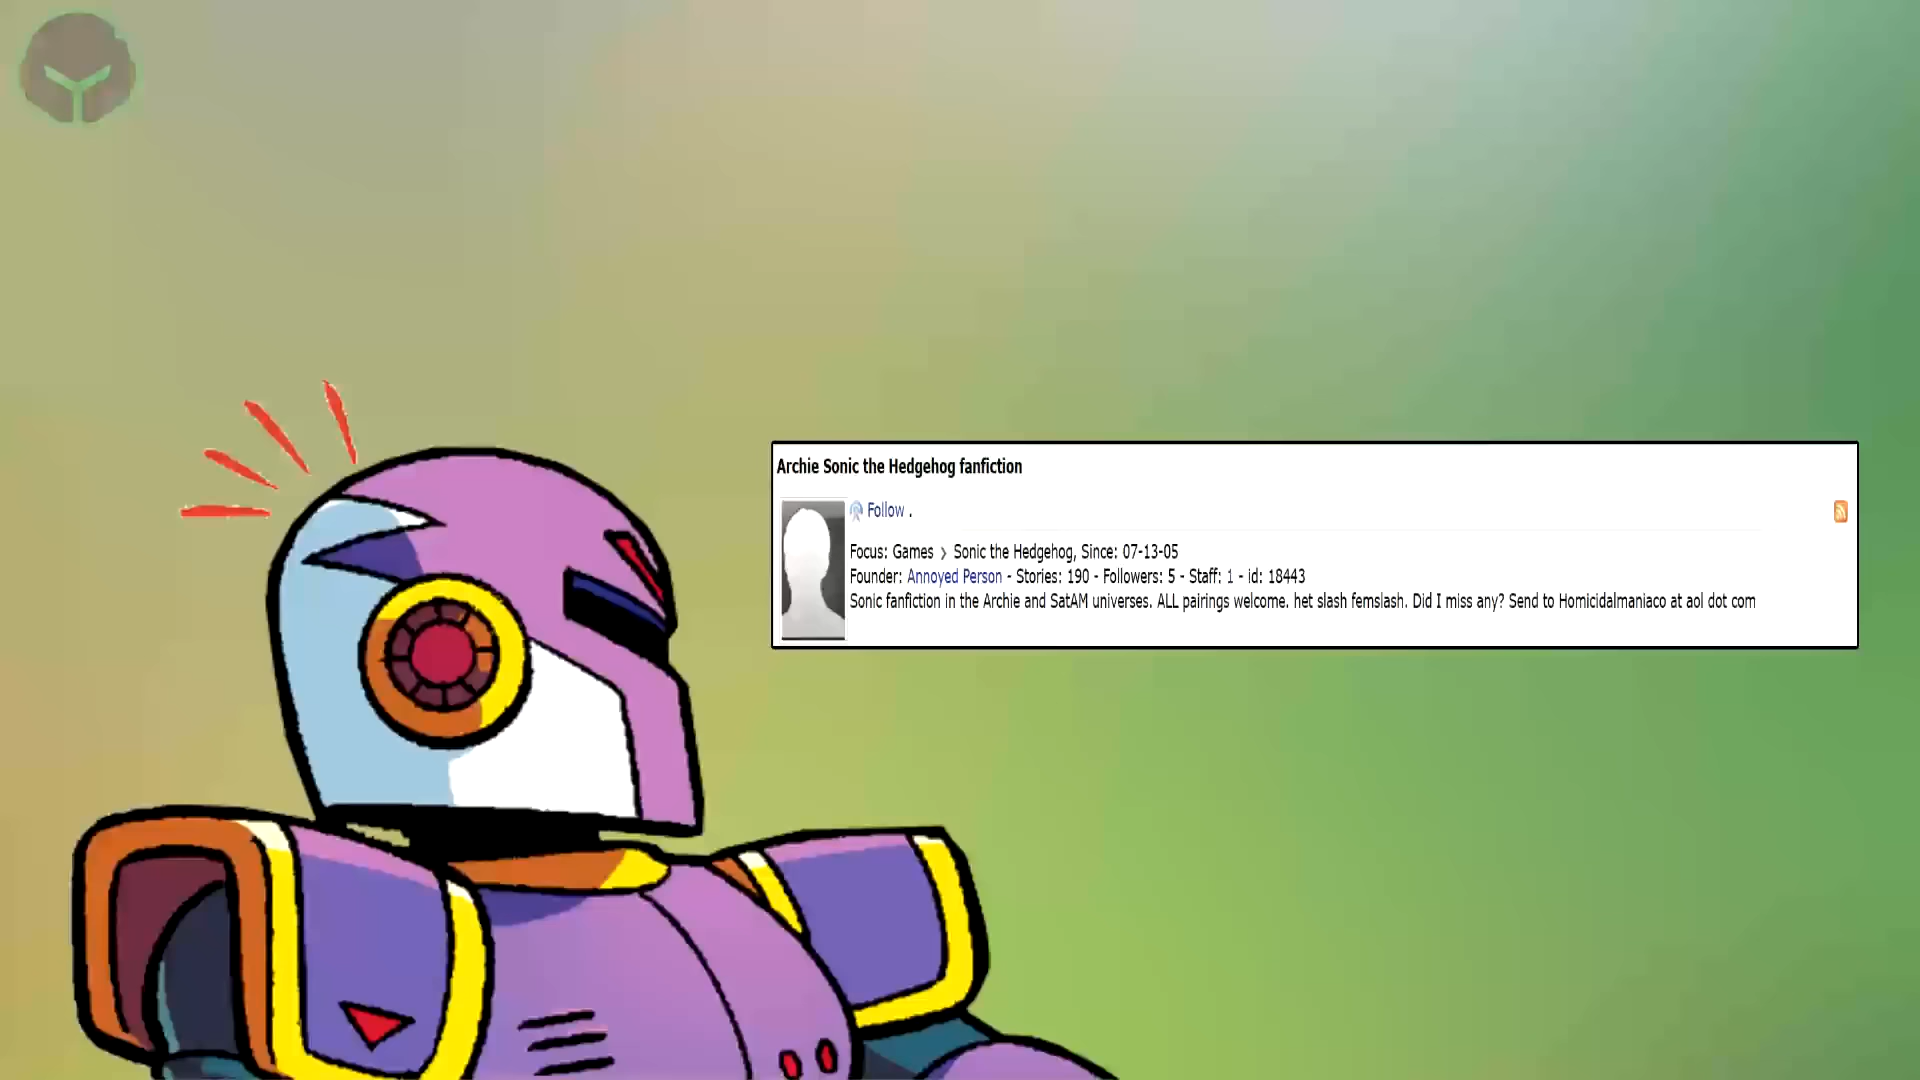 Archie Sonic the Hedgehog fanfiction
Follow .
Focus: Games › Sonic the Hedgehog, Since: 07-13-05
Founder: Annoyed Person - Stories: 190 - Followers: 5 - Staff: 1 - id: 18443
Sonic fanfiction in the Archie and SatAM universes. ALL pairings welcome. het slash femslash. Did I miss any? Send to Homicidalmaniaco at aol dot com